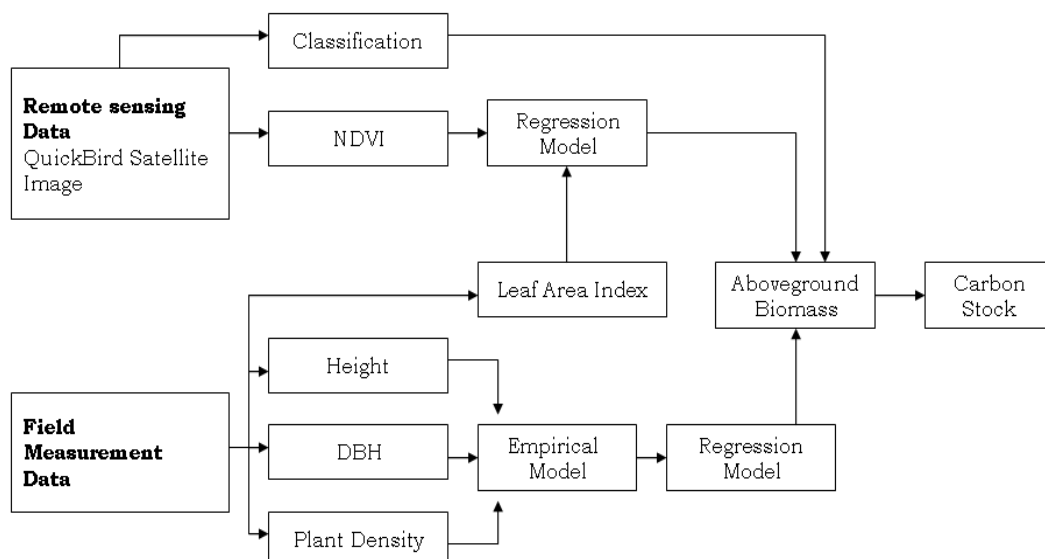 Classification
Remote sensing
Data
QuickBird Satellite
Image
NDVI
Regression
Model
Leaf Area Index
Aboveground
Biomass
Carbon
Stock
Height
Field
Measurement
Data
DBH
Empirical
Model
Regression
Model
Plant Density